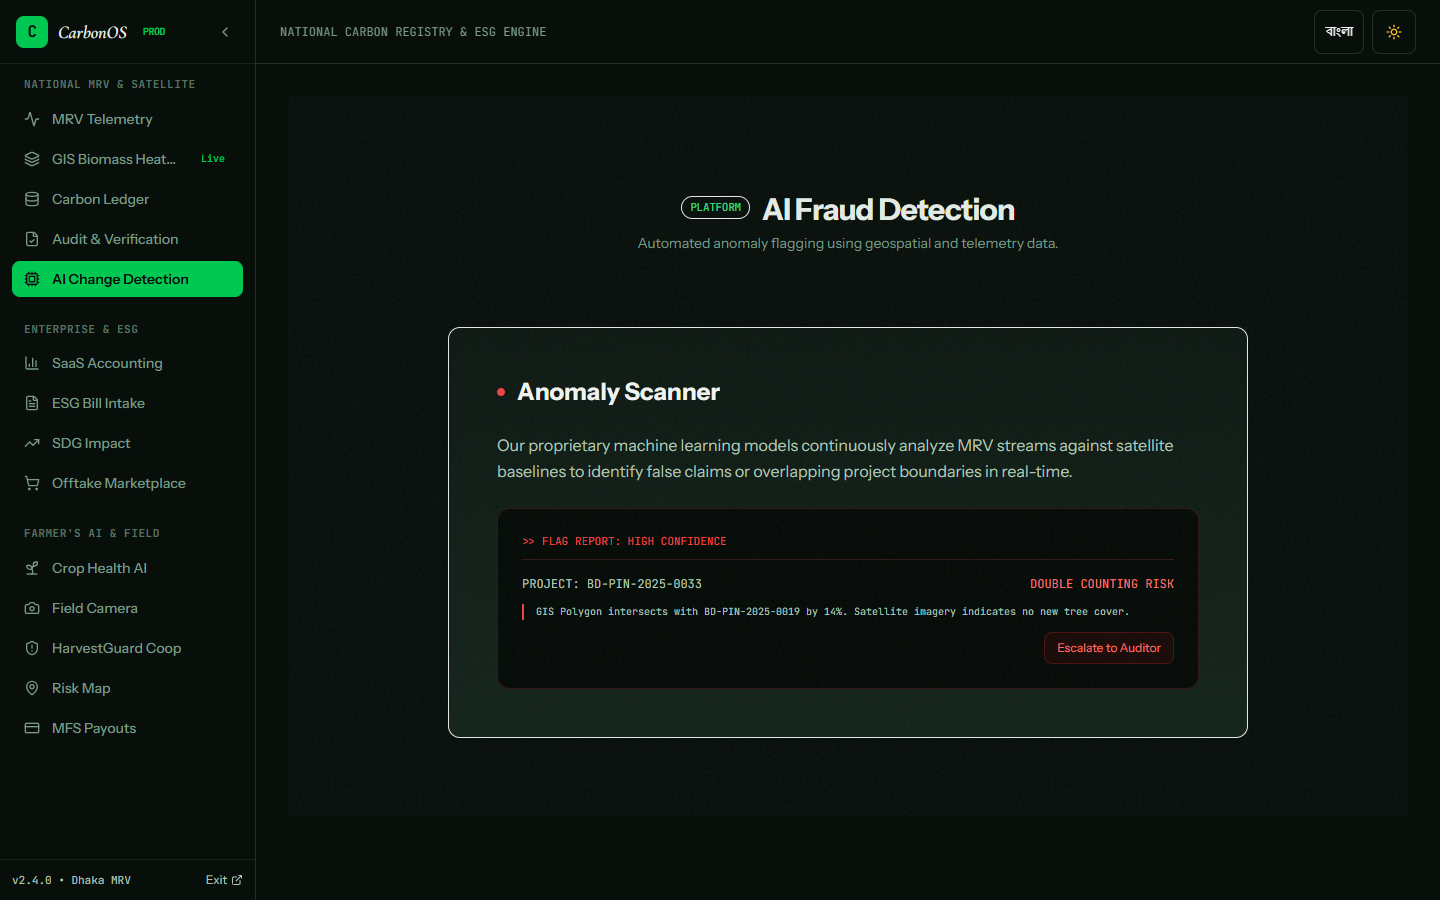 C CarbonOS PROD
NATIONAL CARBON REGISTRY & ESG ENGINE
বাংলা
NATIONAL MRV & SATELLITE
MRV Telemetry
GIS Biomass Heat... Live
Carbon Ledger
Audit & Verification
AI Change Detection
ENTERPRISE & ESG
SaaS Accounting
ESG Bill Intake
SDG Impact
Offtake Marketplace
FARMER'S AI & FIELD
Crop Health AI
Field Camera
HarvestGuard Coop
Risk Map
MFS Payouts
v2.4.0 • Dhaka MRV
Exit
PLATFORM AI Fraud Detection
Automated anomaly flagging using geospatial and telemetry data.
Anomaly Scanner
Our proprietary machine learning models continuously analyze MRV streams against satellite
baselines to identify false claims or overlapping project boundaries in real-time.
>> FLAG REPORT: HIGH CONFIDENCE
PROJECT: BD-PIN-2025-0033 DOUBLE COUNTING RISK
GIS Polygon intersects with BD-PIN-2025-0019 by 14%. Satellite imagery indicates no new tree cover.
Escalate to Auditor